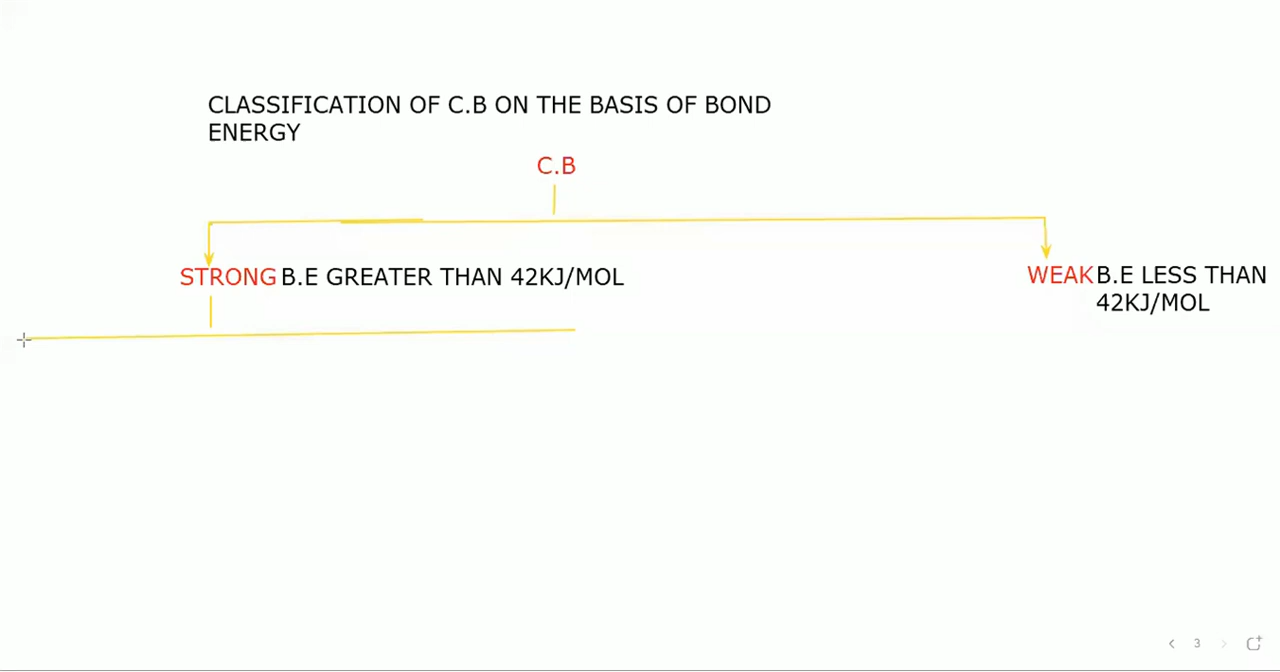 CLASSIFICATION OF C.B ON THE BASIS OF BOND
ENERGY
C.B
STRONG B.E GREATER THAN 42KJ/MOL
WEAK B.E LESS THAN
42KJ/MOL
3